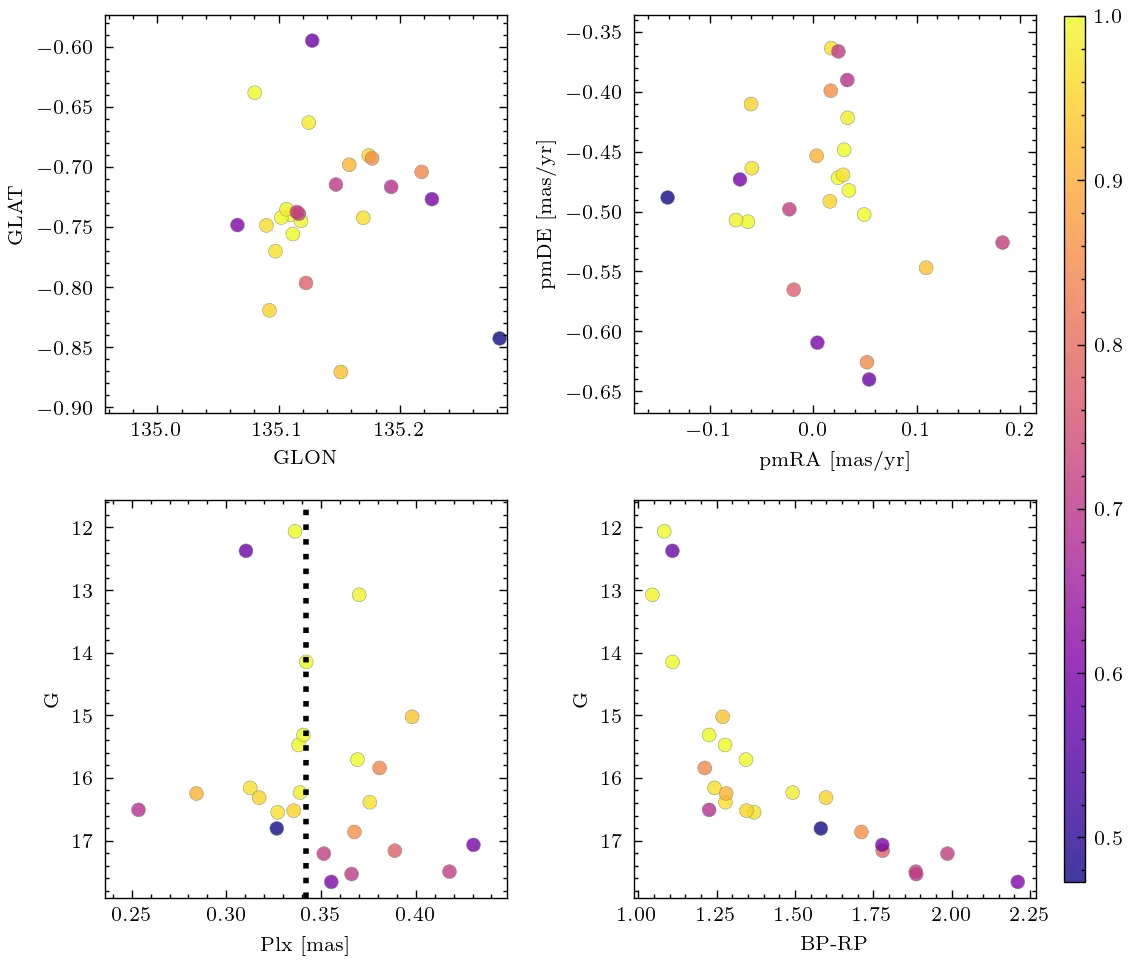 −0.60
−0.65
−0.70
−0.75
−0.80
−0.85
−0.90
GLAT
135.0 135.1 135.2
GLON
−0.35
−0.40
−0.45
−0.50
−0.55
−0.60
−0.65
pmDE [mas/yr]
−0.1 0.0 0.1 0.2
pmRA [mas/yr]
1.0
0.9
0.8
0.7
0.6
0.5
12
13
14
15
16
17
G
0.25 0.30 0.35 0.40
Plx [mas]
12
13
14
15
16
17
G
1.00 1.25 1.50 1.75 2.00 2.25
BP-RP